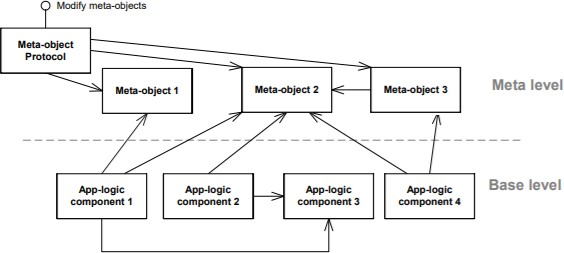 Modify meta-objects
Meta-object
Protocol
Meta-object 1
Meta-object 2
Meta-object 3
Meta level
App-logic
component 1
App-logic
component 2
App-logic
component 3
App-logic
component 4
Base level